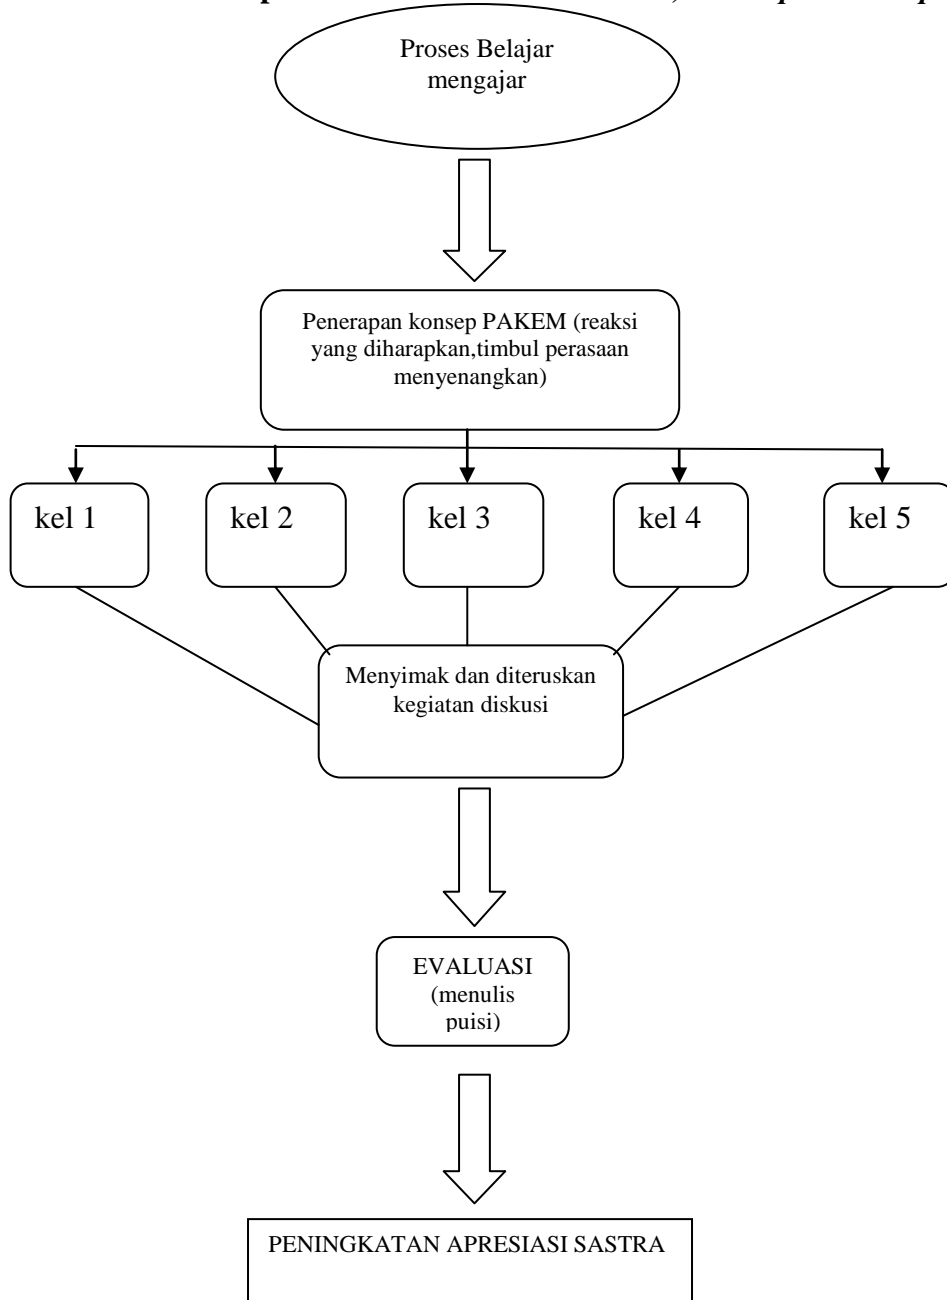 Proses Belajar
mengajar
Penerapan konsep PAKEM (reaksi
yang diharapkan,timbul perasaan
menyenangkan)
kel 1
kel 2
kel 3
kel 4
kel 5
Menyimak dan diteruskan
kegiatan diskusi
EVALUASI
(menulis
puisi)
PENINGKATAN APRESIASI SASTRA